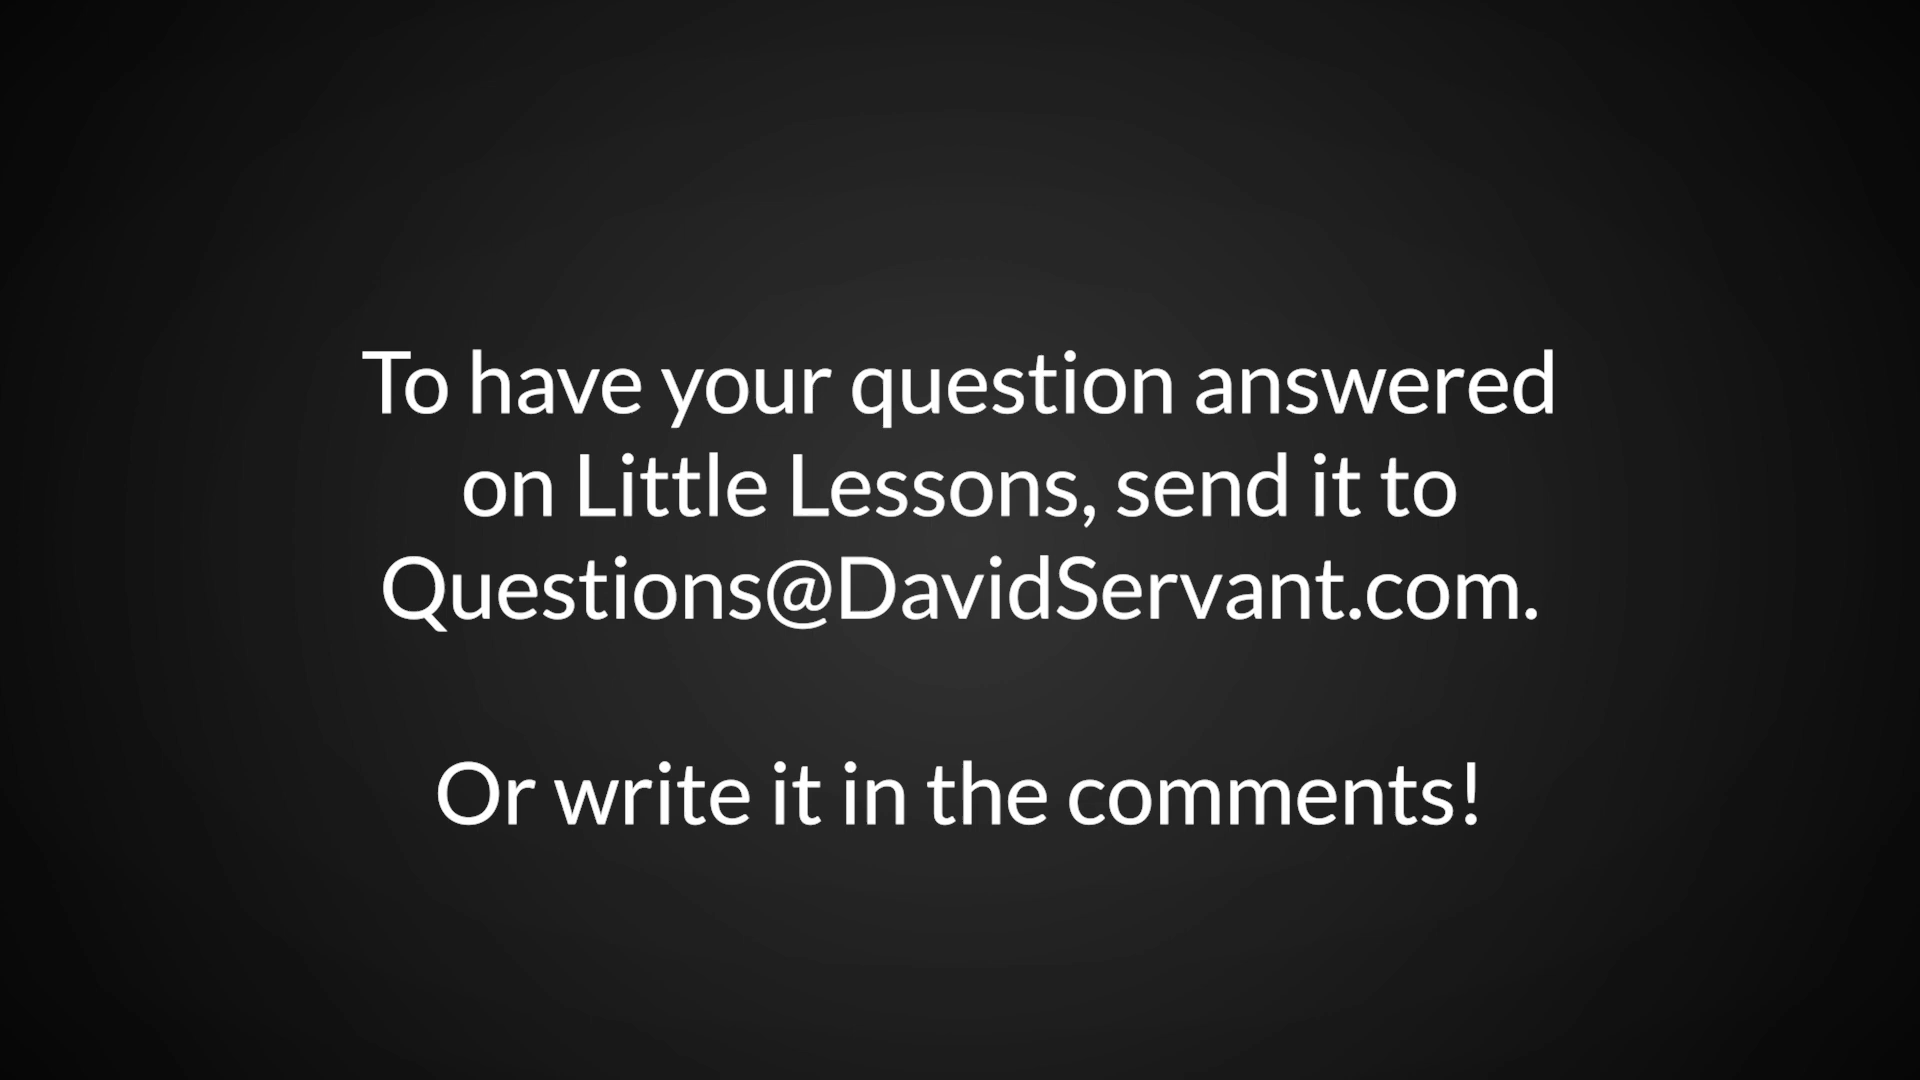 To have your question answered
on Little Lessons, send it to
Questions@DavidServant.com.
Or write it in the comments!